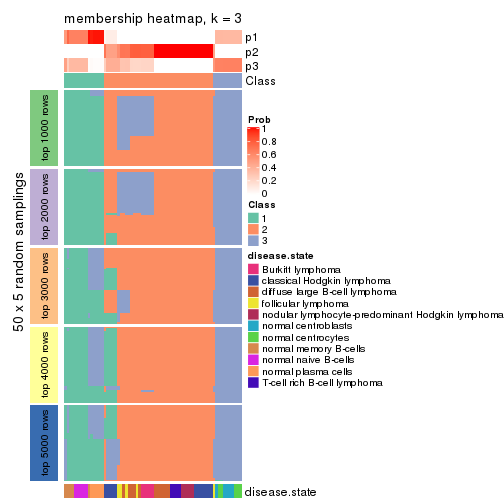 membership heatmap, k = 3
p1
p2
p3
Class
50 x 5 random samplings
top 1000 rows
top 2000 rows
top 3000 rows
top 4000 rows
top 5000 rows
Prob
1
0.8
0.6
0.4
0.2
0
Class
1
2
3
disease.state
Burkitt lymphoma
classical Hodgkin lymphoma
diffuse large B-cell lymphoma
follicular lymphoma
nodular lymphocyte-predominant Hodgkin lymphoma
normal centroblasts
normal centrocytes
normal memory B-cells
normal naive B-cells
normal plasma cells
T-cell rich B-cell lymphoma
disease.state